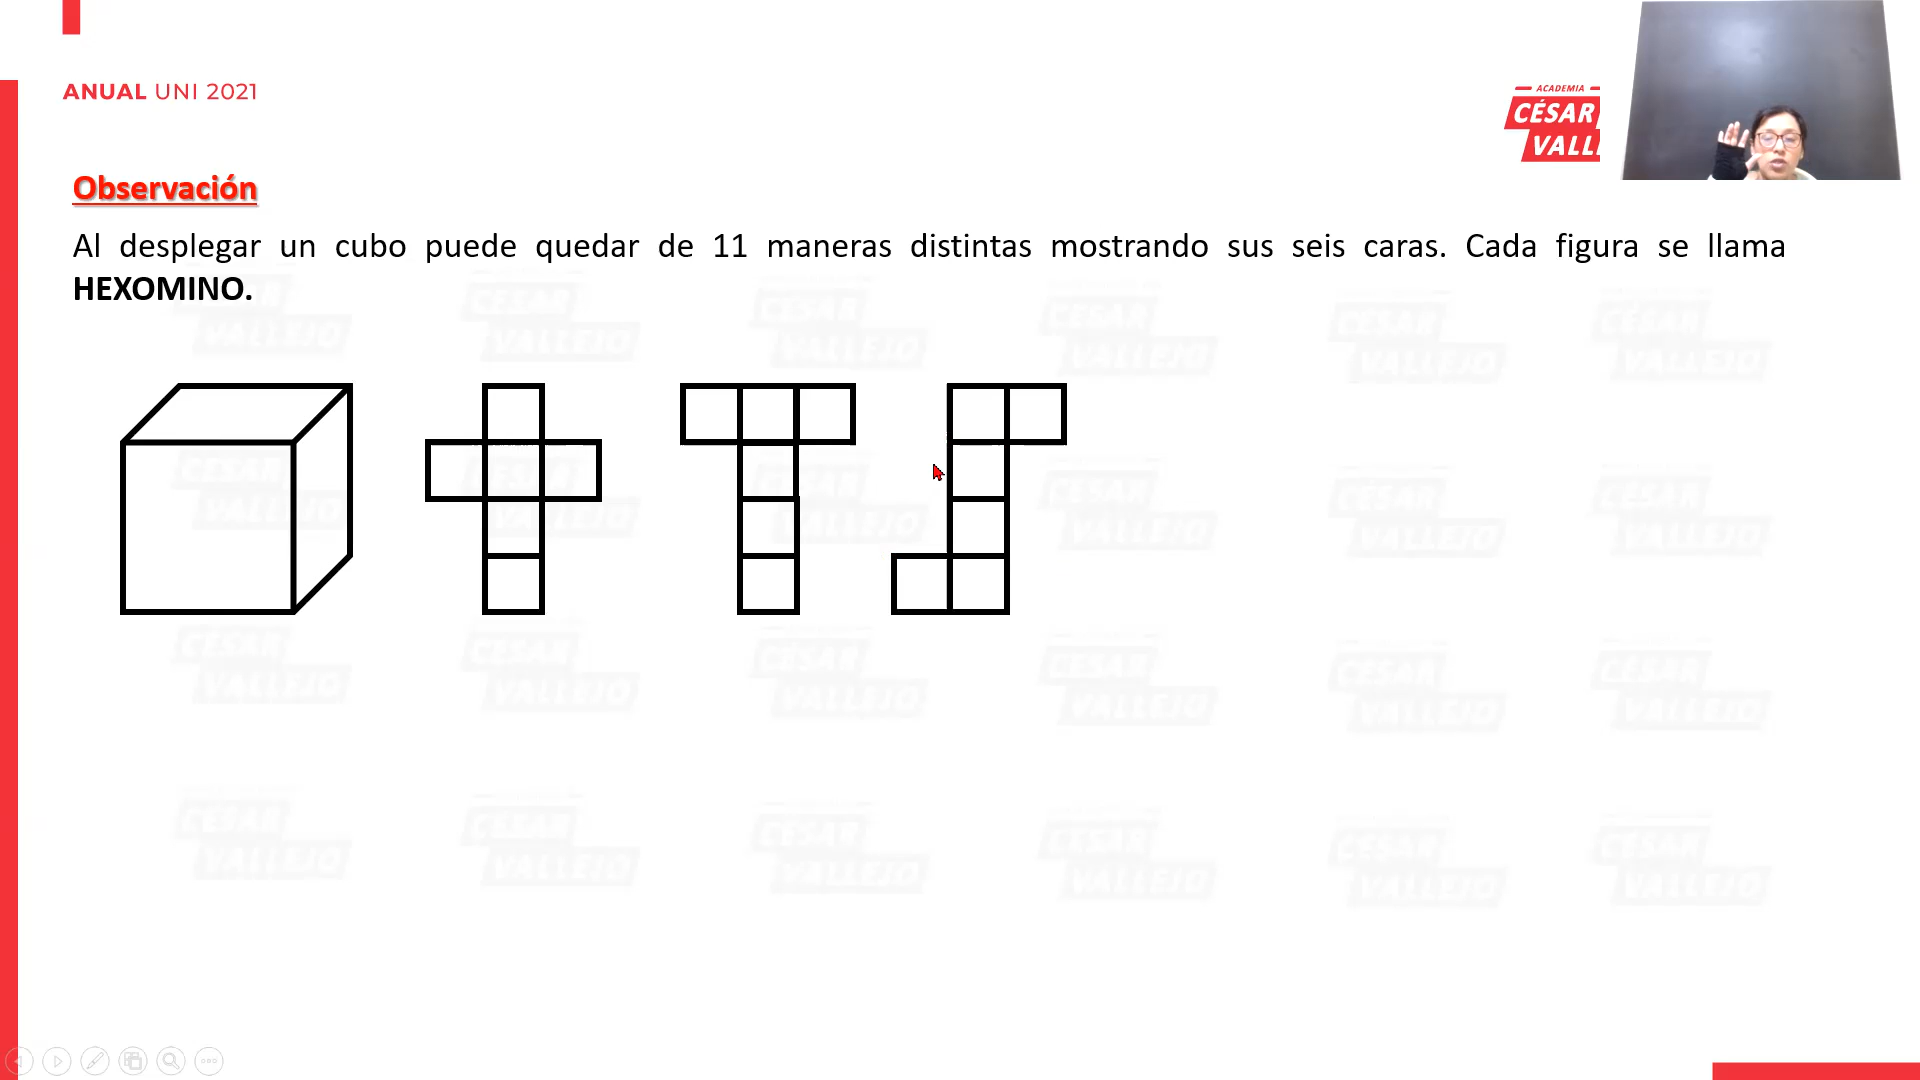 ANUAL UNI 2021
ACADEMIA
CÉSAR
VALL
Observación
Al desplegar un cubo puede quedar de 11 maneras distintas mostrando sus seis caras. Cada figura se llama
HEXOMINO.